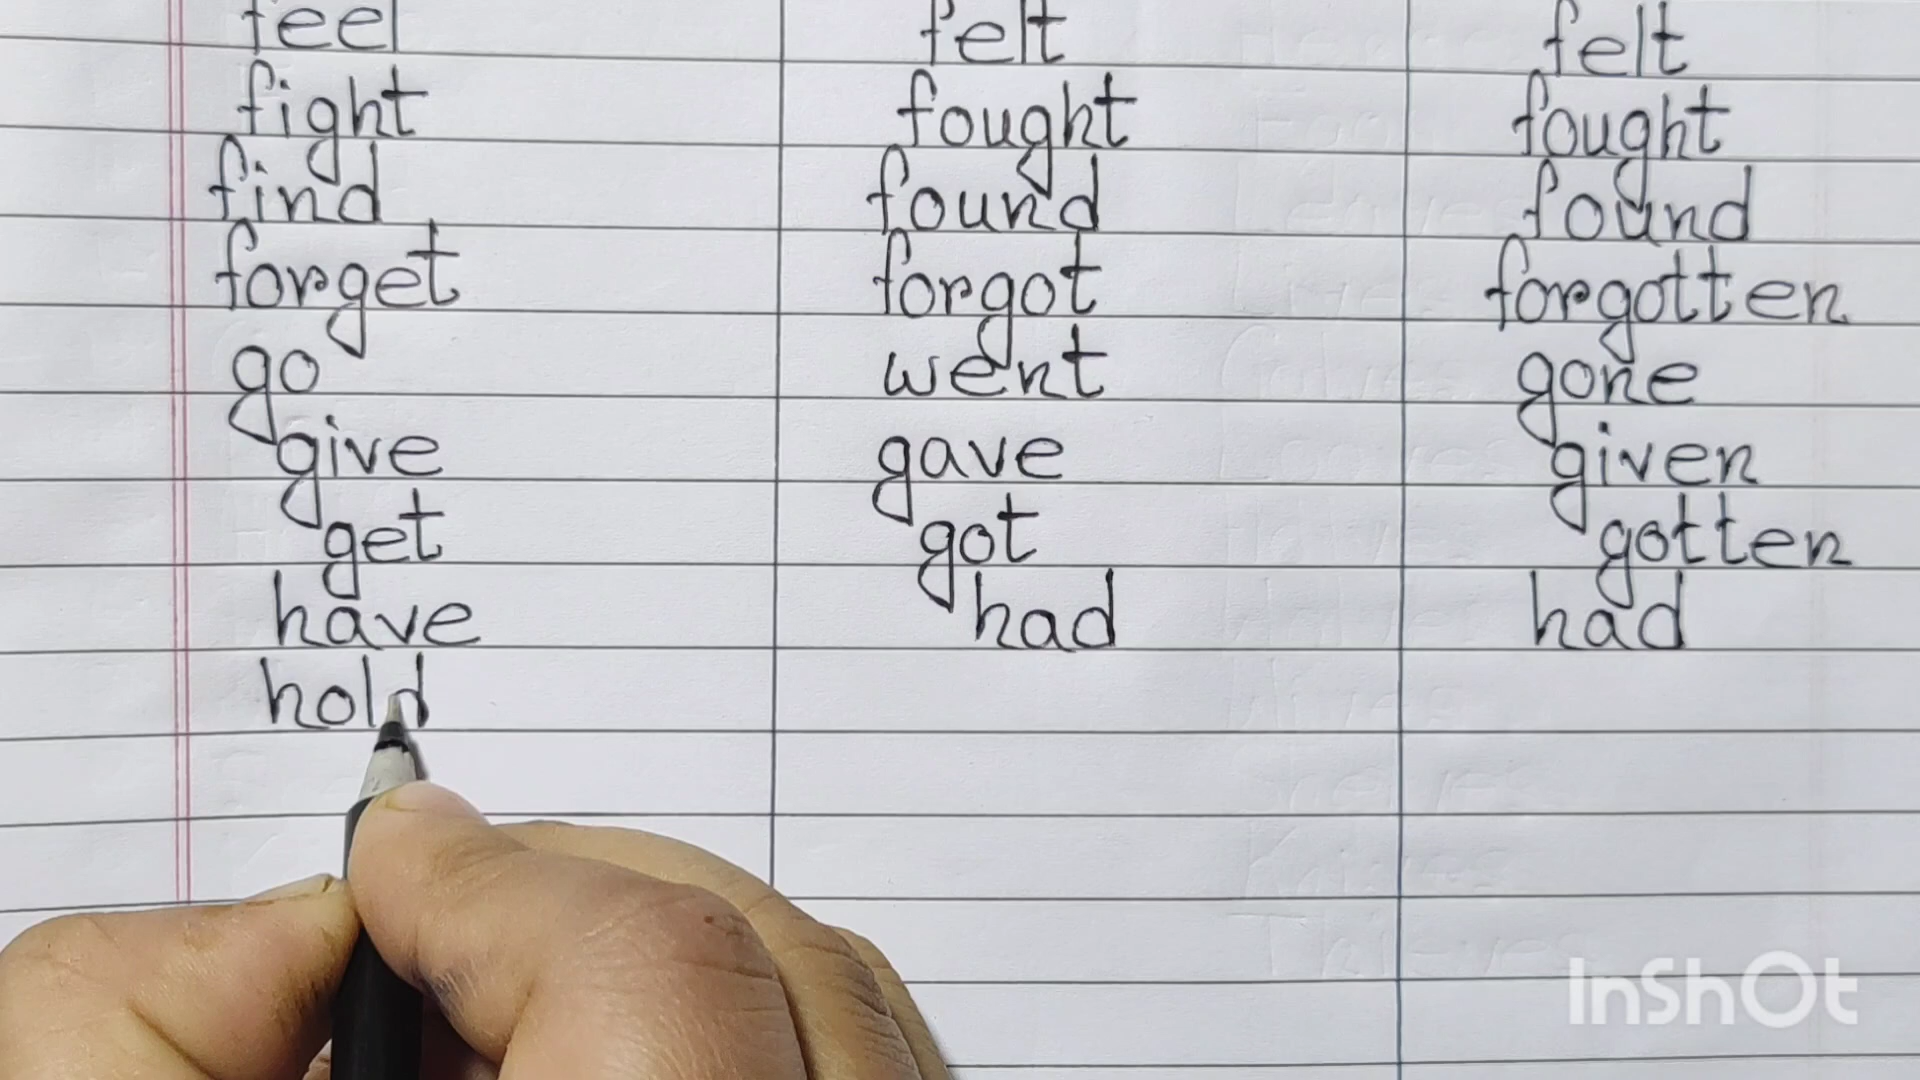 feel felt felt
fight fought fought
find found found
forget forgot forgotten
go went gone
give gave given
get got gotten
have had had
hold
InShOt